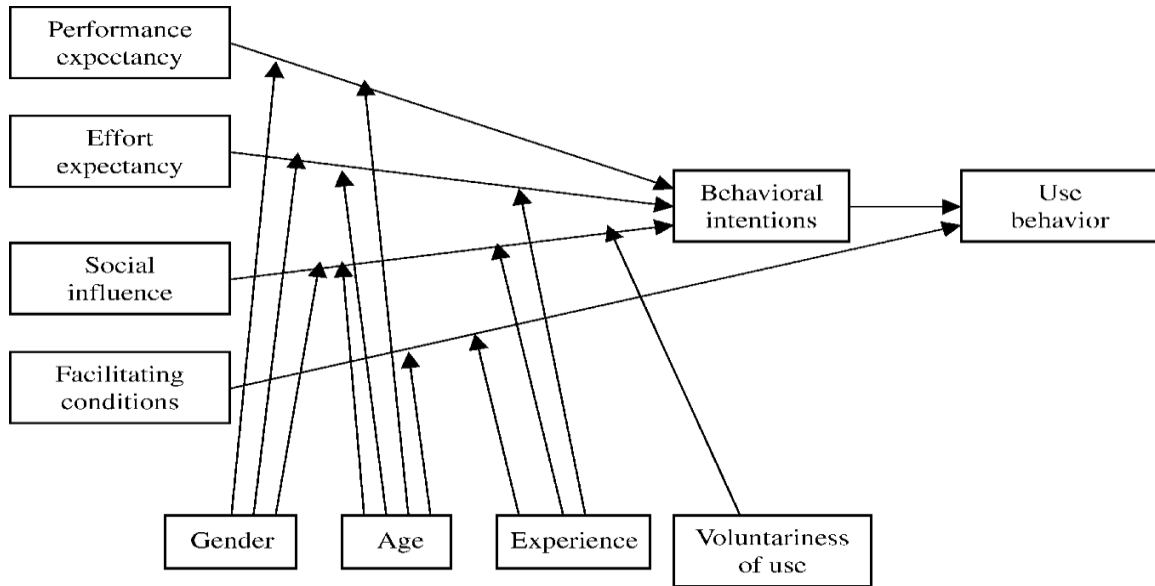 Performance
expectancy
Effort
expectancy
Social
influence
Facilitating
conditions
Behavioral
intentions
Use
behavior
Gender
Age
Experience
Voluntariness
of use